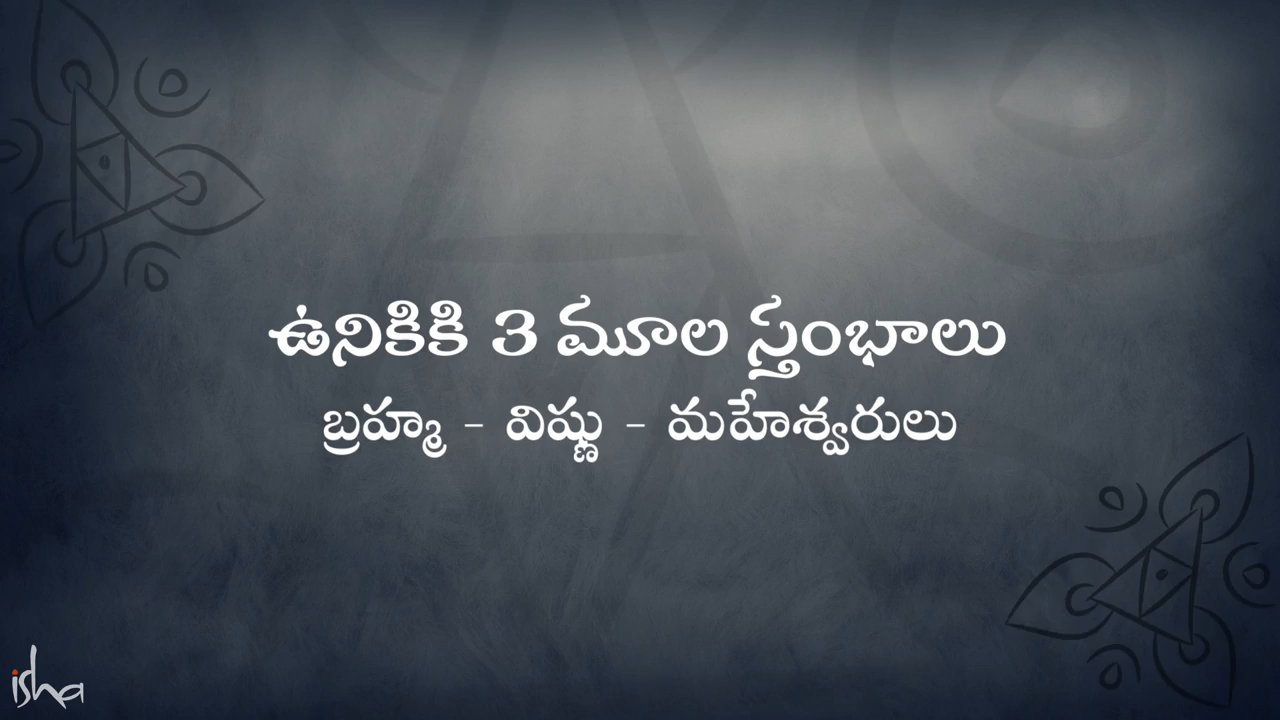 ఉనికికి 3 మూల స్తంభాలు
బ్రహ్మ - విష్ణు - మహేశ్వరులు
isha